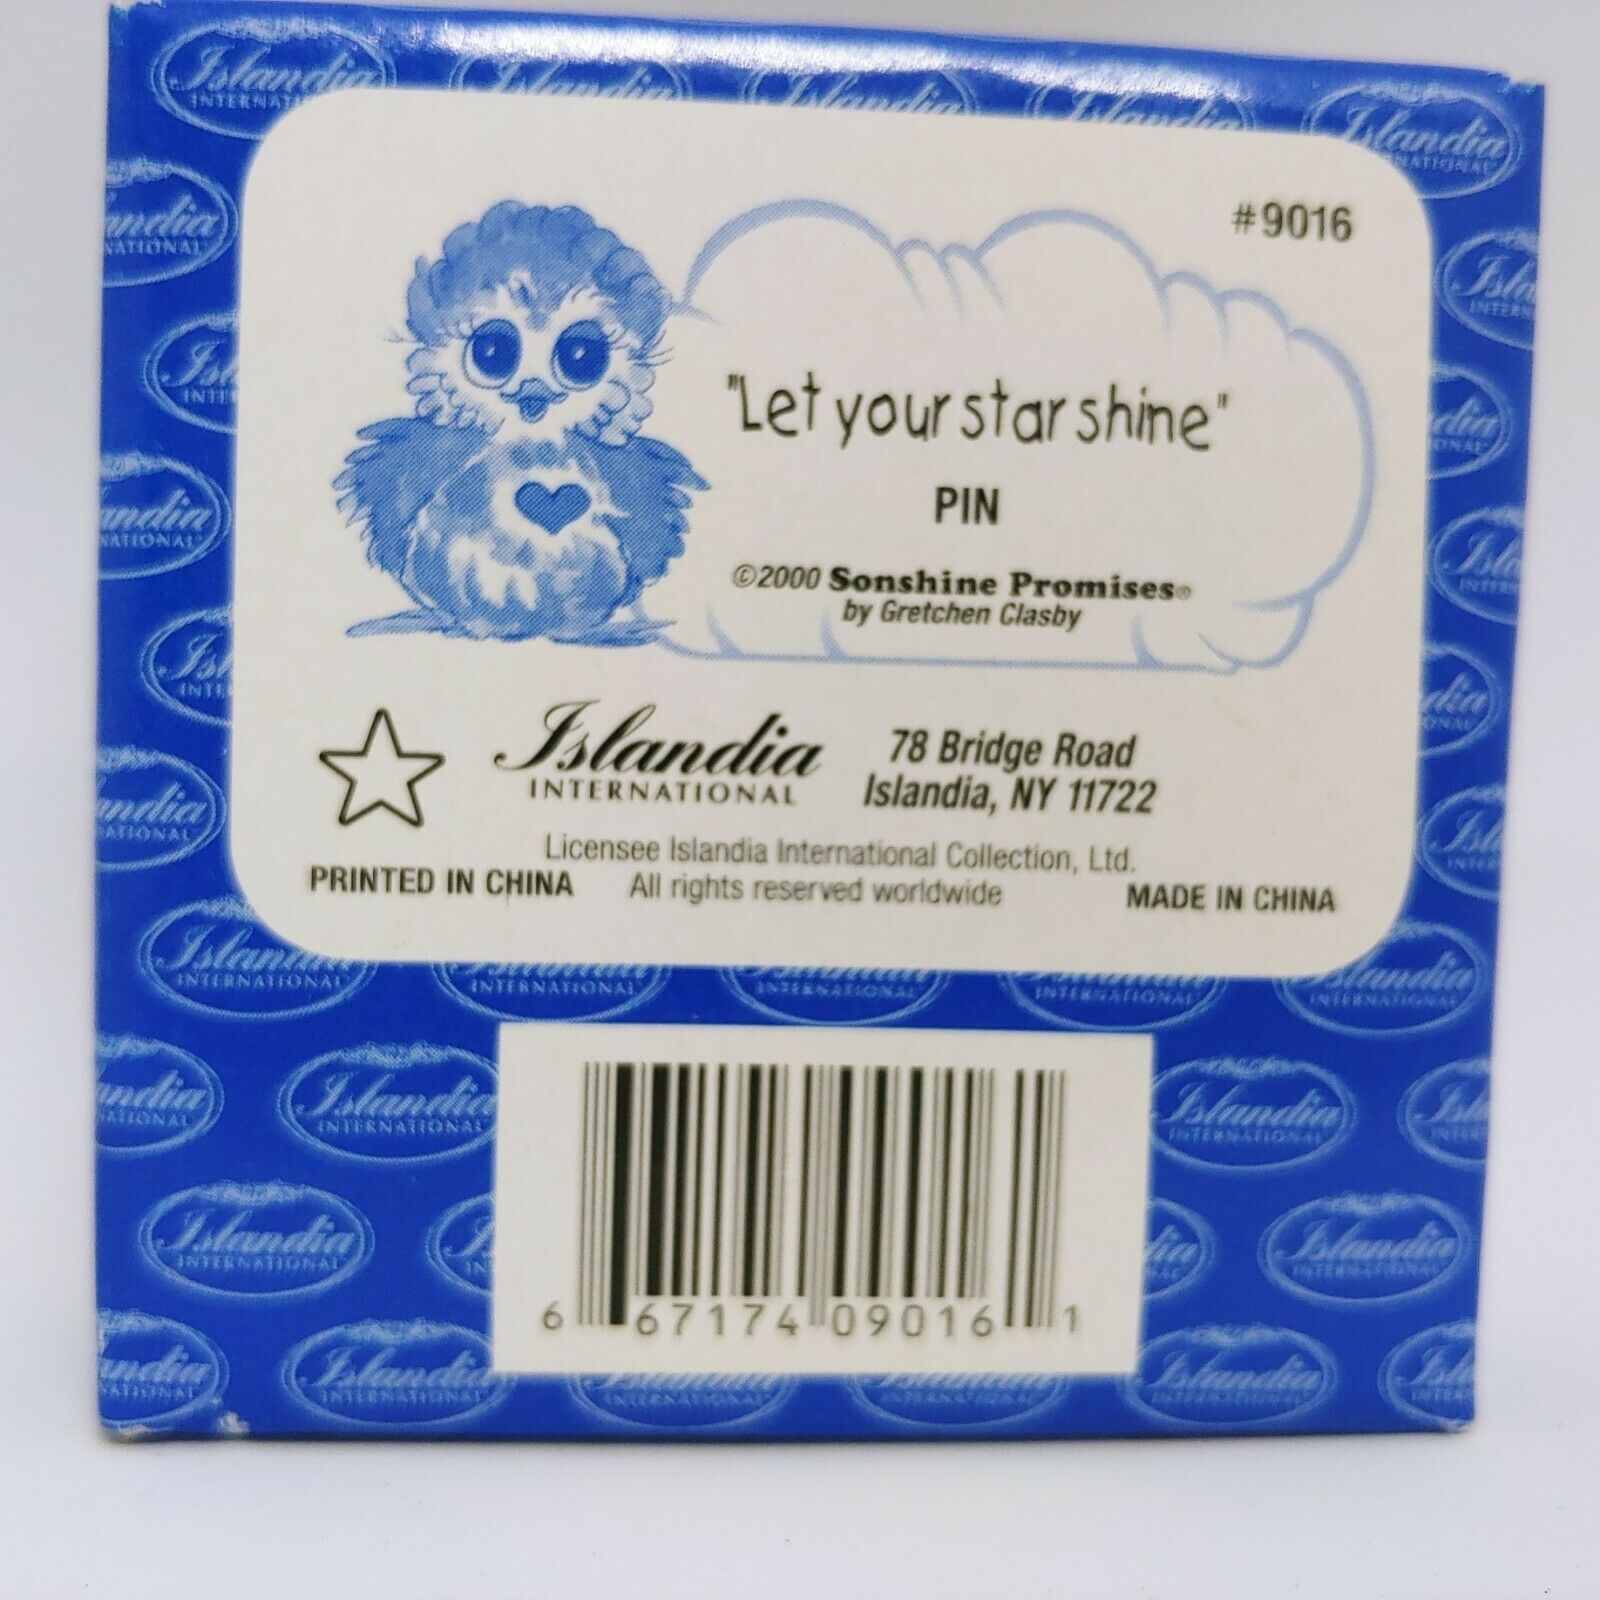 #9016
"Let your star shine"
PIN
©2000 Sonshine Promises®
by Gretchen Clasby
Islandia
INTERNATIONAL
78 Bridge Road
Islandia, NY 11722
Licensee Islandia International Collection, Ltd.
PRINTED IN CHINA All rights reserved worldwide MADE IN CHINA
6 67174 09016 1